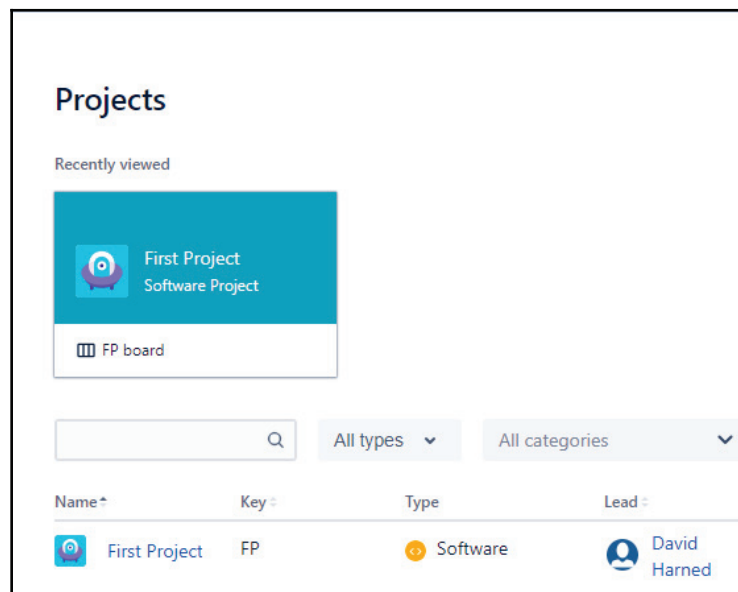 Projects
Recently viewed
First Project
Software Project
FP board
All types
All categories
Name Key Type Lead
First Project FP Software David
Harned